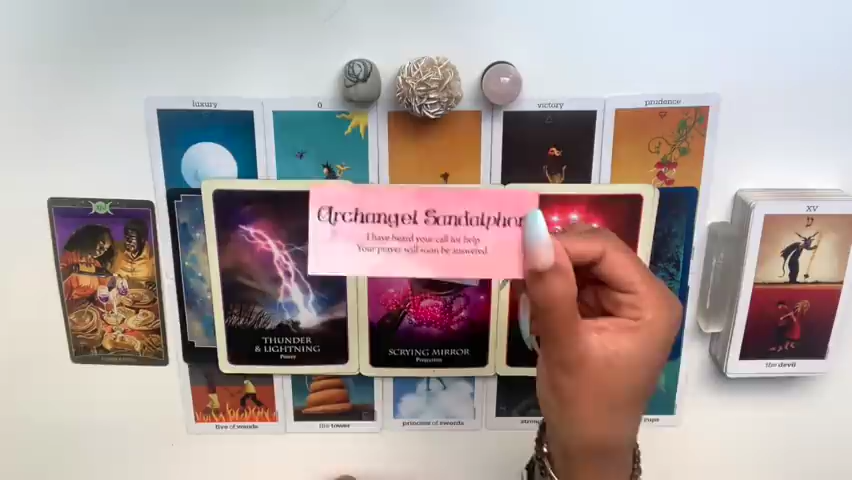 luxury
0
victory
prudence
Archangel Sandalphon
I have heard your call for help
Your prayer will soon be answered
THUNDER
& LIGHTNING
Power
SCRYING MIRROR
XV
the devil
five of wands
the tower
princess of swords